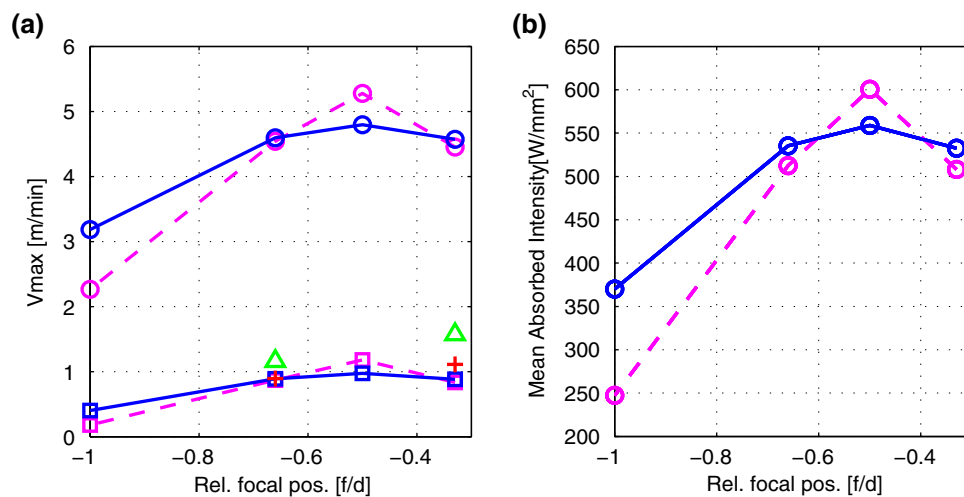 (a)
6
5
4
3
2
1
0
Vmax [m/min]
−1 −0.8 −0.6 −0.4
Rel. focal pos. [f/d]
(b)
650
600
550
500
450
400
350
300
250
200
Mean Absorbed Intensity[W/mm²]
−1 −0.8 −0.6 −0.4
Rel. focal pos. [f/d]